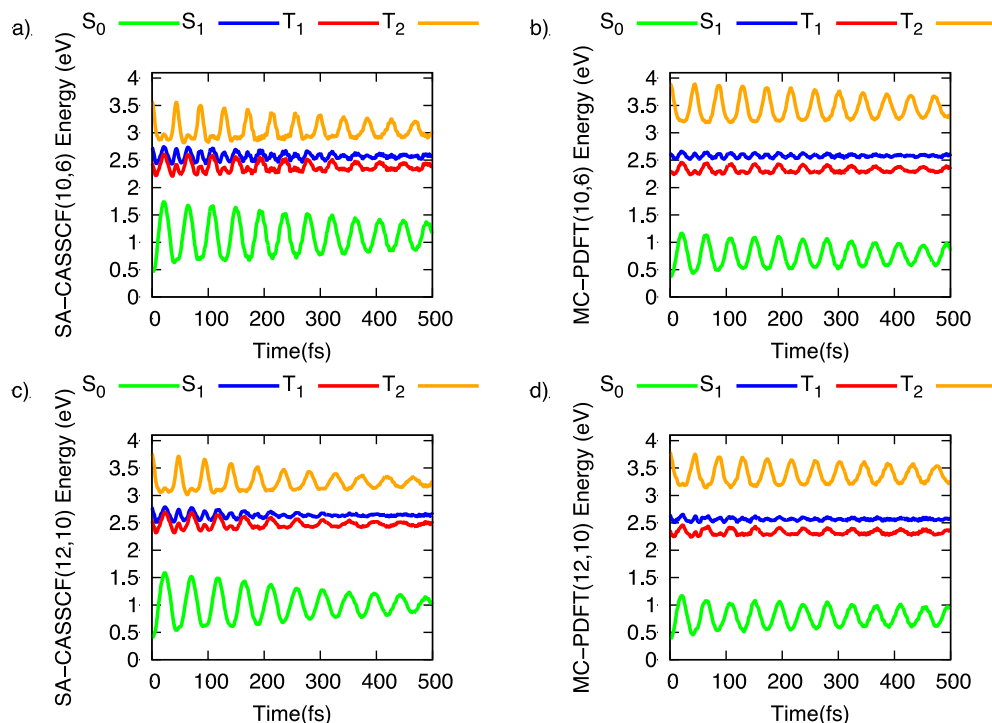 a). S0 S1 T1 T2
SA−CASSCF(10,6) Energy (eV)
4
3.5
3
2.5
2
1.5
1
0.5
0
0 100 200 300 400 500
Time(fs)
b). S0 S1 T1 T2
MC−PDFT(10,6) Energy (eV)
4
3.5
3
2.5
2
1.5
1
0.5
0
0 100 200 300 400 500
Time(fs)
c). S0 S1 T1 T2
SA−CASSCF(12,10) Energy (eV)
4
3.5
3
2.5
2
1.5
1
0.5
0
0 100 200 300 400 500
Time(fs)
d). S0 S1 T1 T2
MC−PDFT(12,10) Energy (eV)
4
3.5
3
2.5
2
1.5
1
0.5
0
0 100 200 300 400 500
Time(fs)